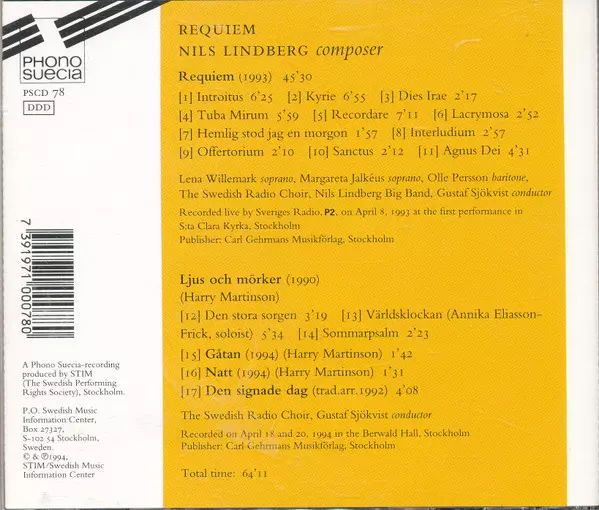 PHONO
SUECIA
PSCD 78
DDD
REQUIEM
NILS LINDBERG composer
Requiem (1993) 45'30
[1] Introitus 6'25 [2] Kyrie 6'55 [3] Dies Irae 2'17
[4] Tuba Mirum 5'59 [5] Recordare 7'11 [6] Lacrymosa 2'52
[7] Hemlig stod jag en morgon 1'57 [8] Interludium 2'57
[9] Offertorium 2'10 [10] Sanctus 2'12 [11] Agnus Dei 4'31
Lena Willemark soprano, Margareta Jalkéus soprano, Olle Persson baritone,
The Swedish Radio Choir, Nils Lindberg Big Band, Gustaf Sjökvist conductor
Recorded live by Sveriges Radio, P2, on April 8, 1993 at the first performance in
S:ta Clara Kyrka, Stockholm
Publisher: Carl Gehrmans Musikförlag, Stockholm
Ljus och mörker (1990)
(Harry Martinson)
[12] Den stora sorgen 3'19 [13] Världsklockan (Annika Eliasson-
Frick, soloist) 5'34 [14] Sommarpsalm 2'23
[15] Gåtan (1994) (Harry Martinson) 1'42
[16] Natt (1994) (Harry Martinson) 1'31
[17] Den signade dag (trad.arr.1992) 4'08
The Swedish Radio Choir, Gustaf Sjökvist conductor
Recorded on April 18 and 20, 1994 in the Berwald Hall, Stockholm
Publisher: Carl Gehrmans Musikförlag, Stockholm
Total time: 64'11
7 391971 000780
A Phono Suecia-recording
produced by STIM
(The Swedish Performing
Rights Society), Stockholm.
P.O. Swedish Music
Information Center,
Box 27327,
S-102 54 Stockholm,
Sweden.
© & ℗1994,
STIM/Swedish Music
Information Center